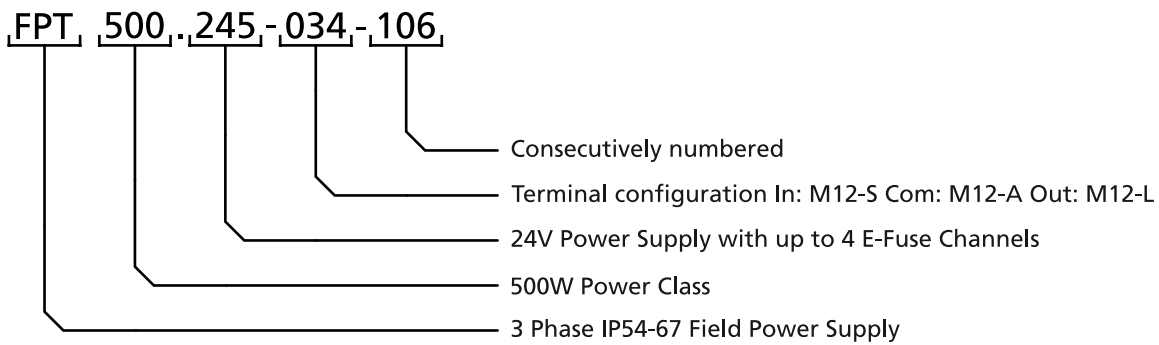 FPT 500.245-034-106
Consecutively numbered
Terminal configuration In: M12-S Com: M12-A Out: M12-L
24V Power Supply with up to 4 E-Fuse Channels
500W Power Class
3 Phase IP54-67 Field Power Supply